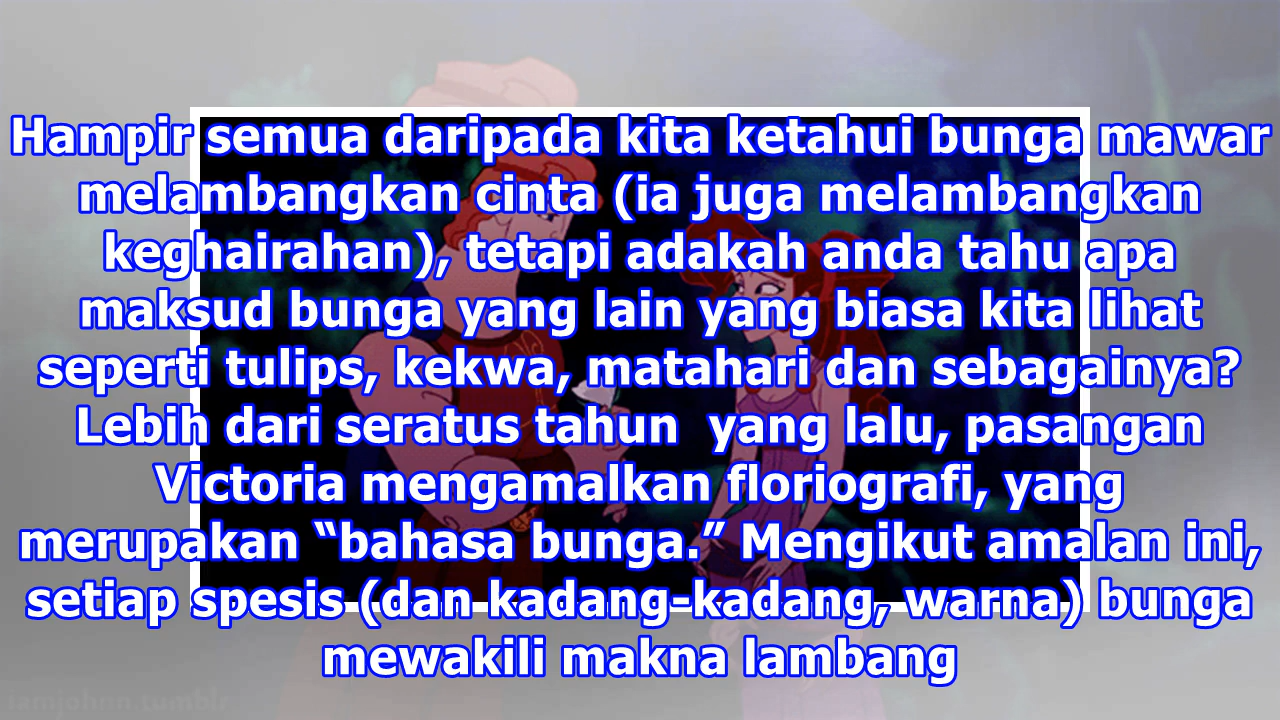 Hampir semua daripada kita ketahui bunga mawar
melambangkan cinta (ia juga melambangkan
keghairahan), tetapi adakah anda tahu apa
maksud bunga yang lain yang biasa kita lihat
seperti tulips, kekwa, matahari dan sebagainya?
Lebih dari seratus tahun  yang lalu, pasangan
Victoria mengamalkan floriografi, yang
merupakan “bahasa bunga.” Mengikut amalan ini,
setiap spesis (dan kadang-kadang, warna) bunga
mewakili makna lambang
iamjohnn.tumblr